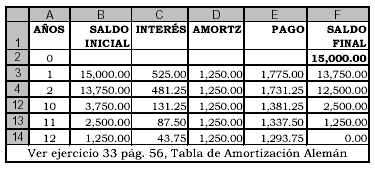 A B C D E F
1 AÑOS SALDO INICIAL INTERÉS AMORTZ PAGO SALDO FINAL
2 0 15,000.00
3 1 15,000.00 525.00 1,250.00 1,775.00 13,750.00
4 2 13,750.00 481.25 1,250.00 1,731.25 12,500.00
12 10 3,750.00 131.25 1,250.00 1,381.25 2,500.00
13 11 2,500.00 87.50 1,250.00 1,337.50 1,250.00
14 12 1,250.00 43.75 1,250.00 1,293.75 0.00
Ver ejercicio 33 pág. 56, Tabla de Amortización Alemán